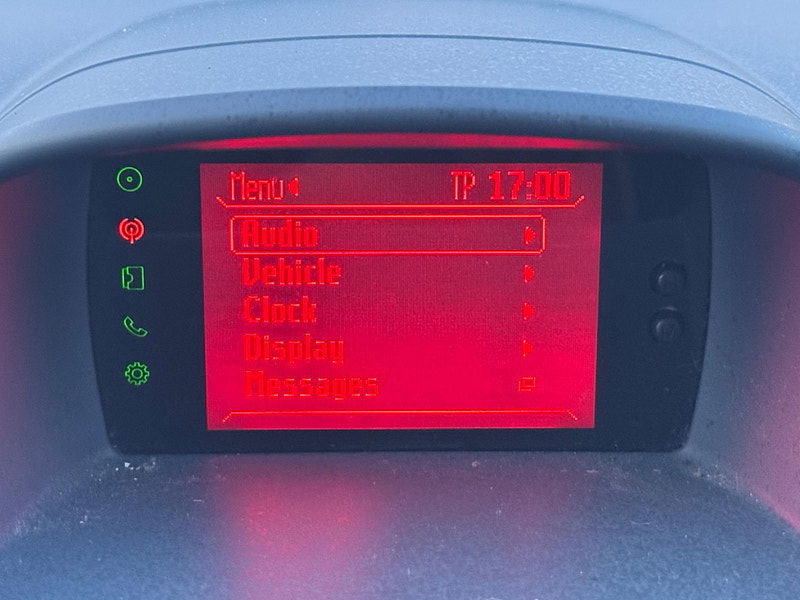 Menu
TP 17:00
Audio
Vehicle
Clock
Display
Messages